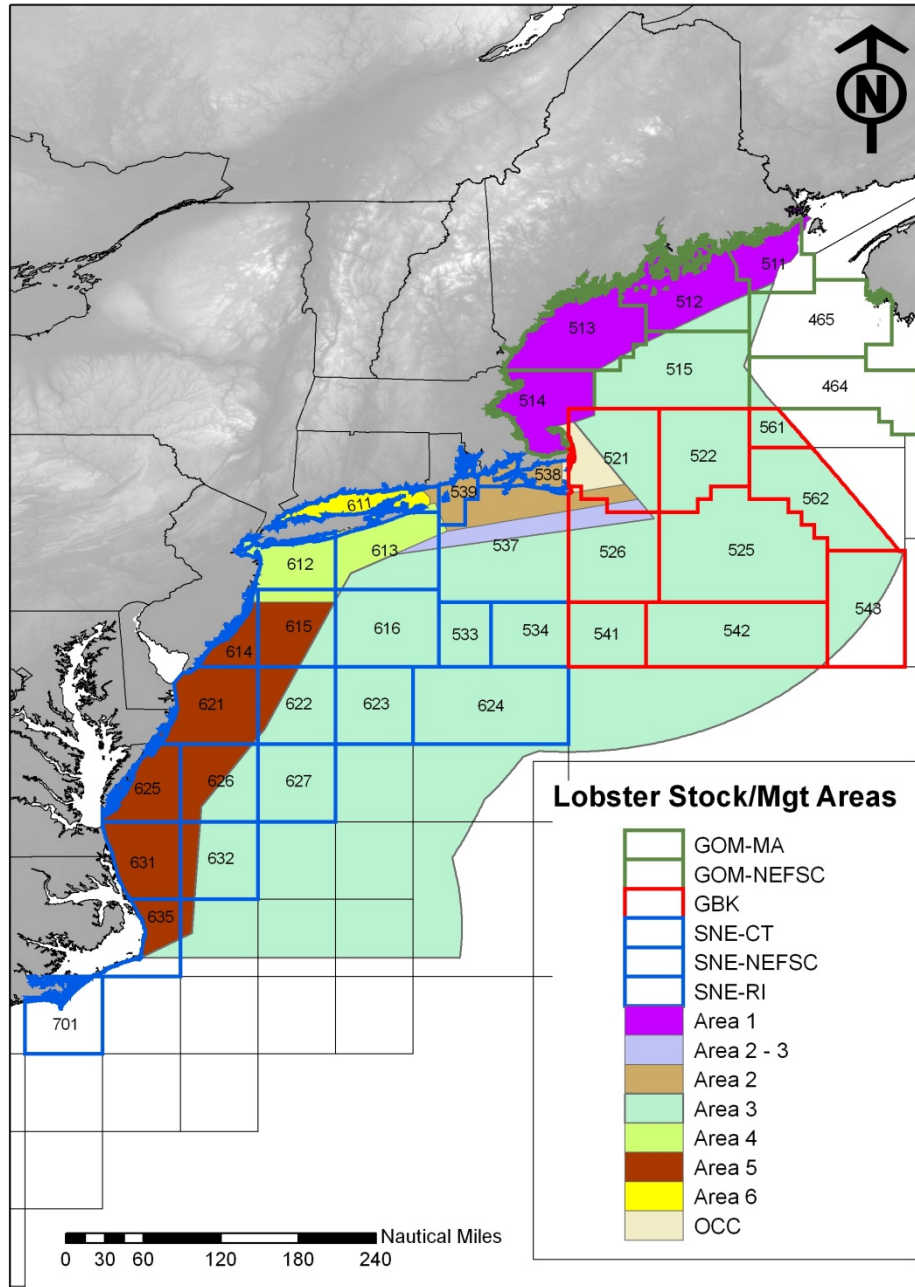 N
511
512
513
465
515
464
514
561
521
522
538
562
539
611
537
613
612
526
525
543
615
616
533
534
541
542
614
621
622
623
624
625
626
627
631
632
635
701
Lobster Stock/Mgt Areas
GOM-MA
GOM-NEFSC
GBK
SNE-CT
SNE-NEFSC
SNE-RI
Area 1
Area 2 - 3
Area 2
Area 3
Area 4
Area 5
Area 6
OCC
Nautical Miles
0 30 60 120 180 240